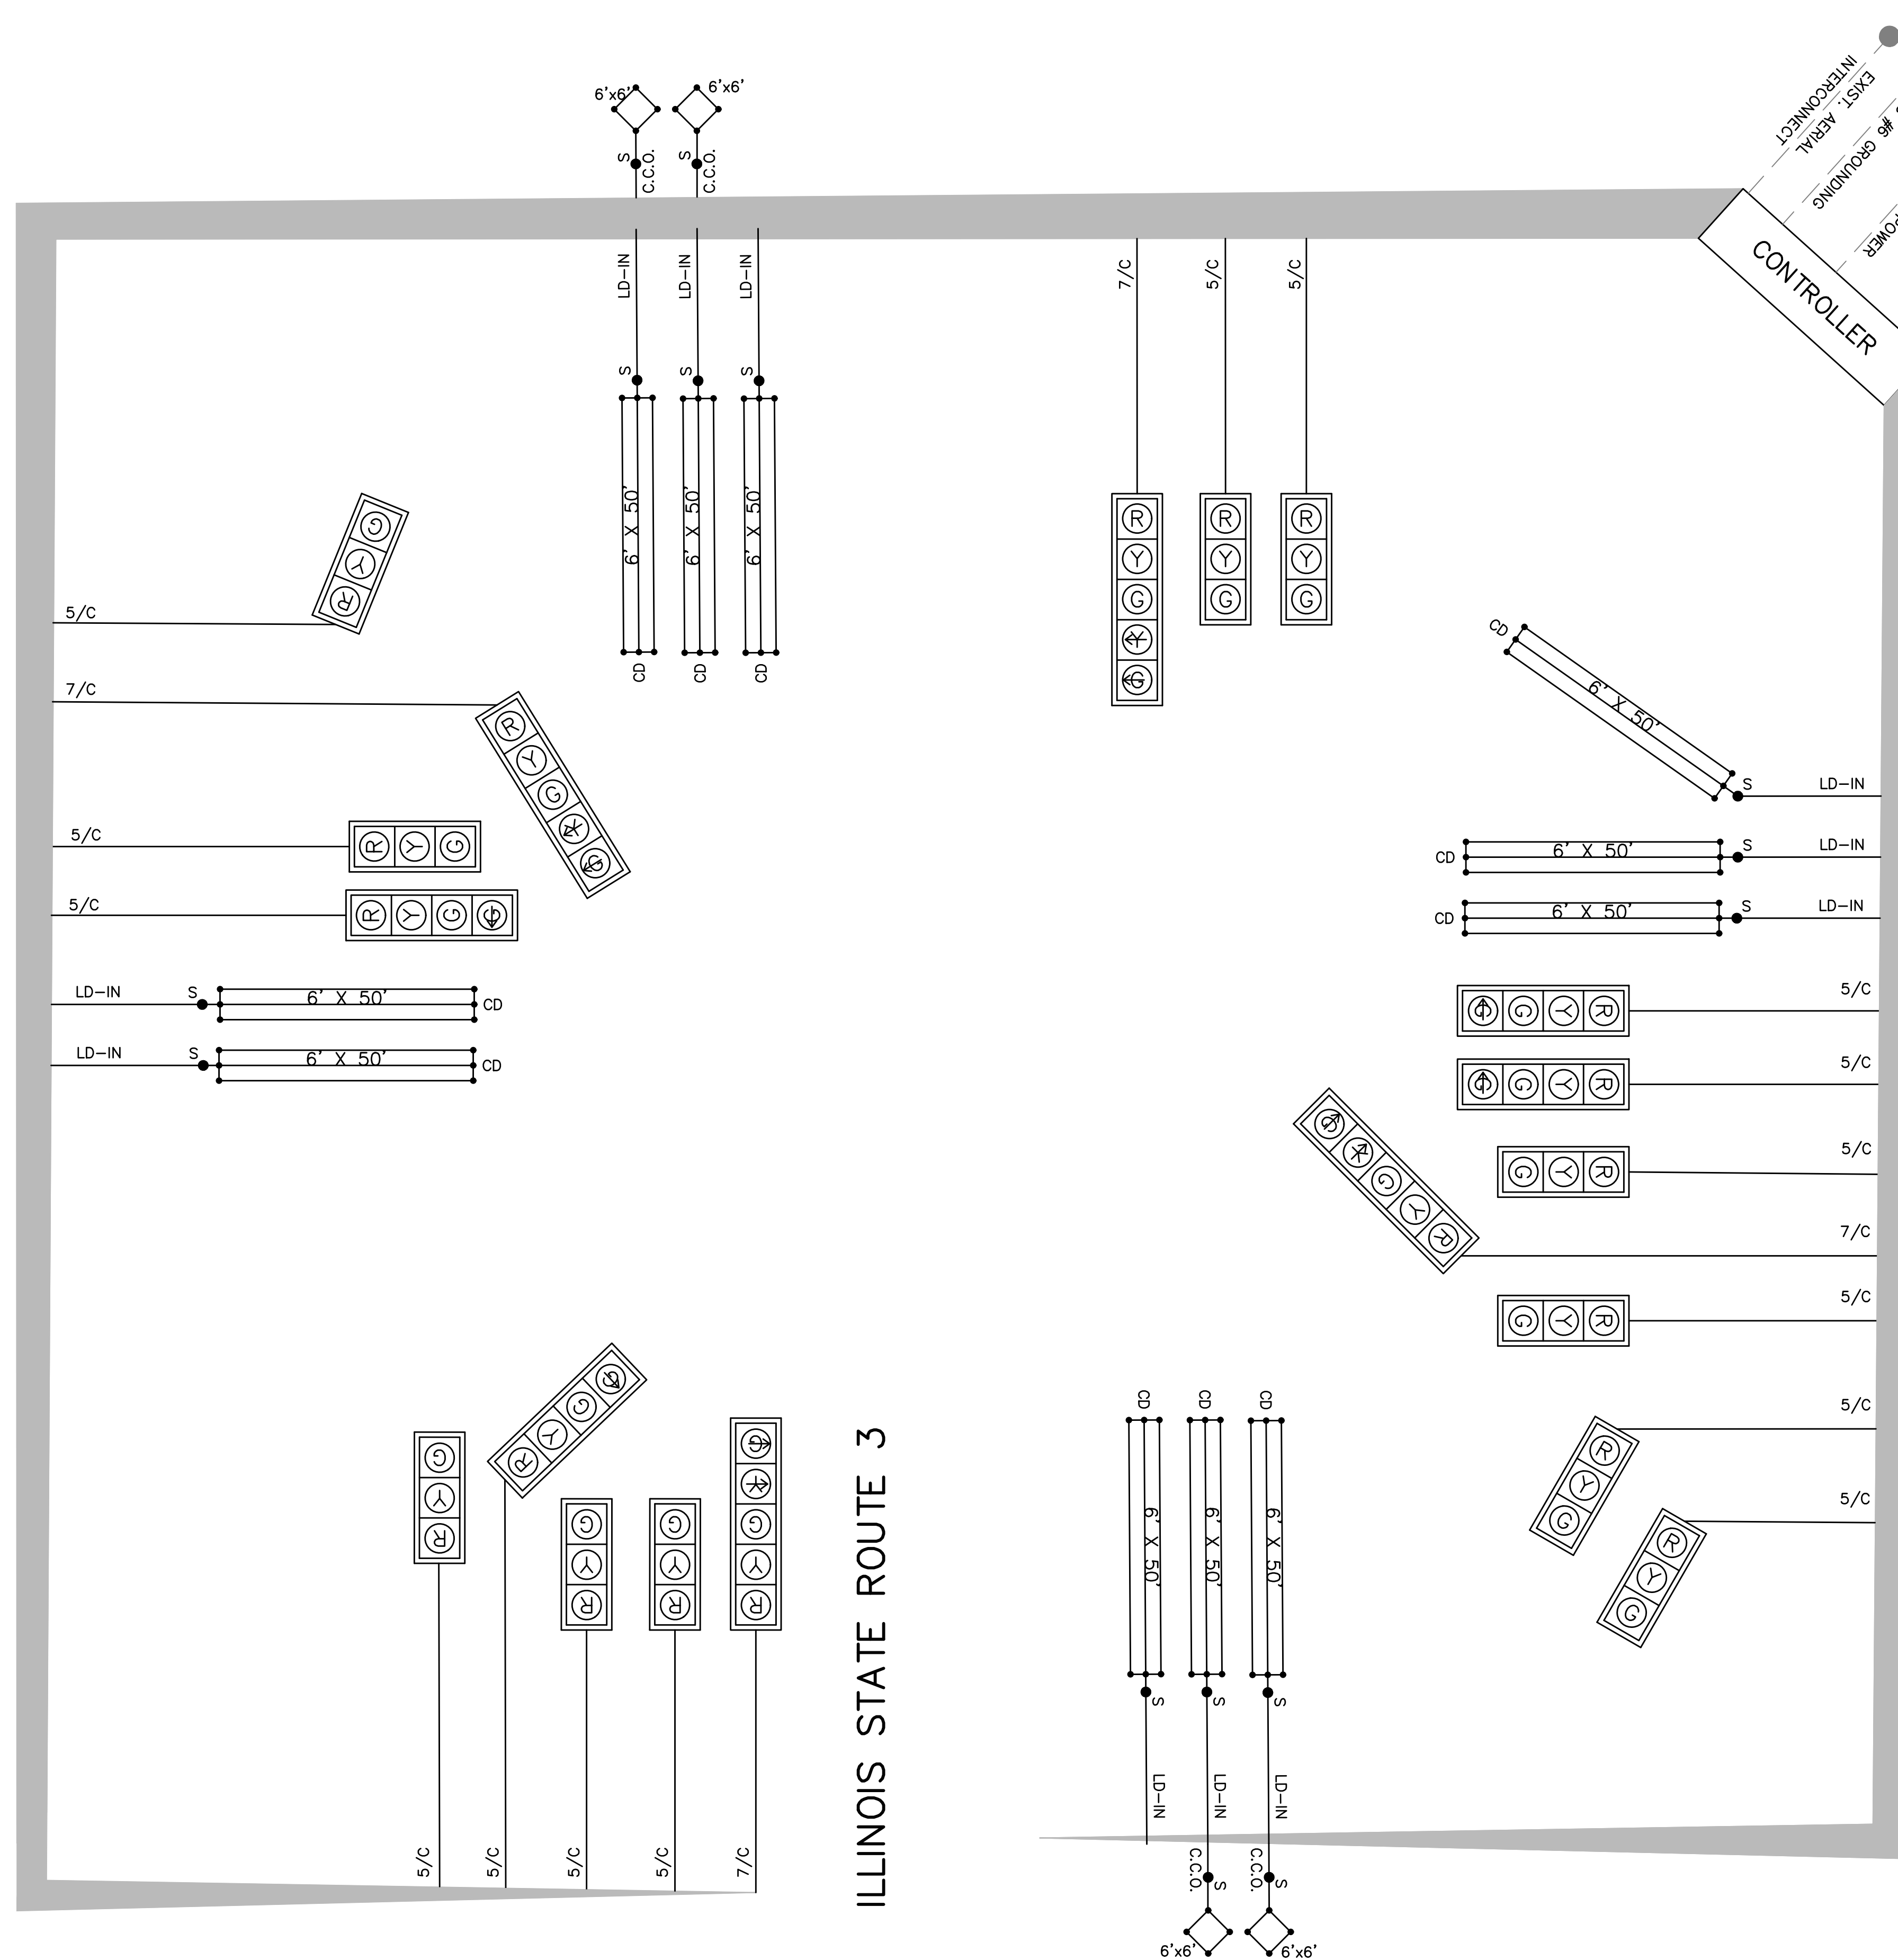 6'x6'
6'x6'
S
C.C.O.
S
C.C.O.
EXIST. AERIAL
INTERCONNECT
#6 GROUNDING
POWER
CONTROLLER
LD-IN
LD-IN
LD-IN
S
S
S
6' X 50'
6' X 50'
6' X 50'
CD
CD
CD
7/C
5/C
5/C
R
Y
G
Y
G
R
Y
G
R
Y
G
5/C
G
Y
R
7/C
R
Y
G
Y
G
5/C
R Y G
5/C
R Y G G
LD-IN
S
6' X 50'
CD
LD-IN
S
6' X 50'
CD
CD
6' X 50'
S
LD-IN
CD
6' X 50'
S
LD-IN
CD
6' X 50'
S
LD-IN
G G Y R
5/C
G G Y R
5/C
G Y R
5/C
G Y G Y R
7/C
G Y R
5/C
R
Y
G
5/C
R
Y
G
5/C
G
Y
R
5/C
R Y G G
5/C
G
Y
R
5/C
G
Y
R
5/C
G
Y
G
Y
R
7/C
ILLINOIS STATE ROUTE 3
CD
CD
CD
6' X 50'
6' X 50'
6' X 50'
S
S
S
LD-IN
LD-IN
LD-IN
C.C.O.
S
C.C.O.
S
6'x6'
6'x6'